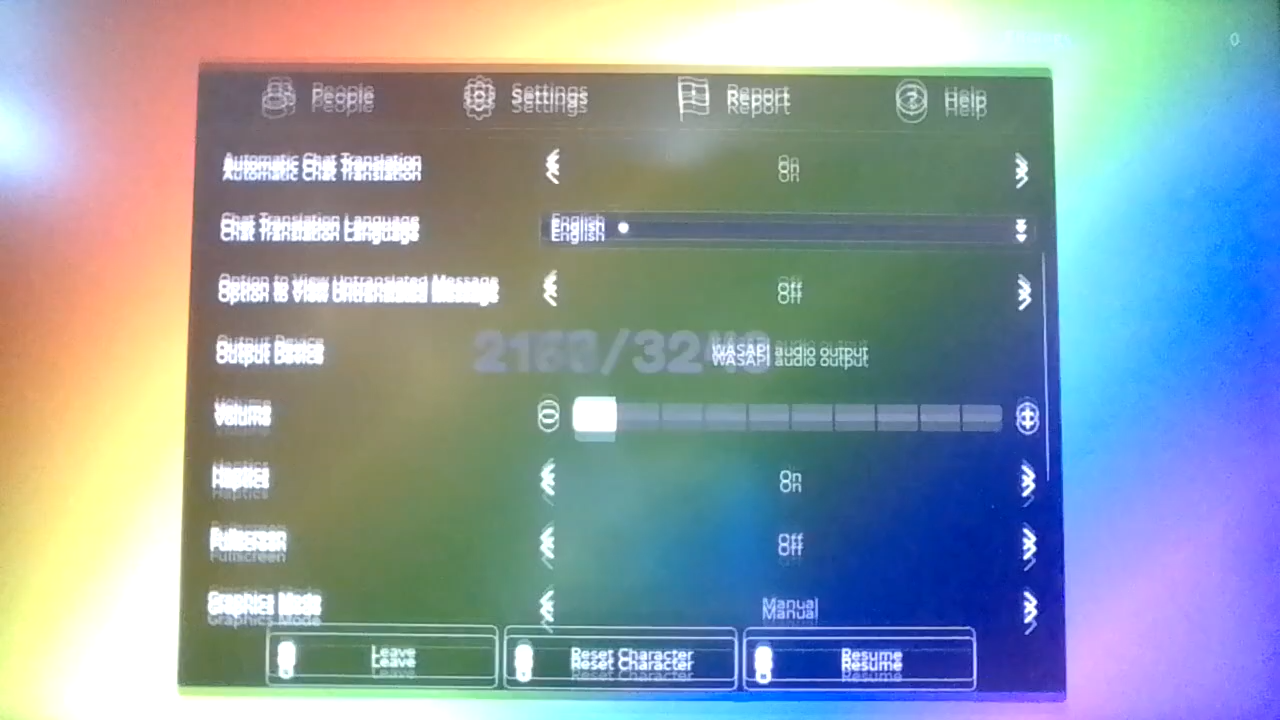 0
People Settings Report Help
Automatic Chat Translation On
Chat Translation Language English
Option to View Untranslated Message Off
Output Device WASAPI audio output
Volume
Haptics On
Fullscreen Off
Graphics Mode Manual
Leave Reset Character Resume